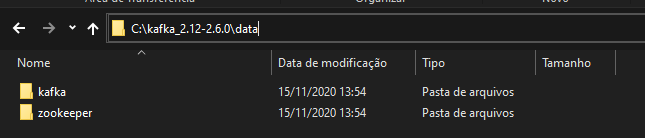 Área de Transferência Organizar Novo
C:\kafka_2.12-2.6.0\data
Nome Data de modificação Tipo Tamanho
kafka 15/11/2020 13:54 Pasta de arquivos
zookeeper 15/11/2020 13:54 Pasta de arquivos